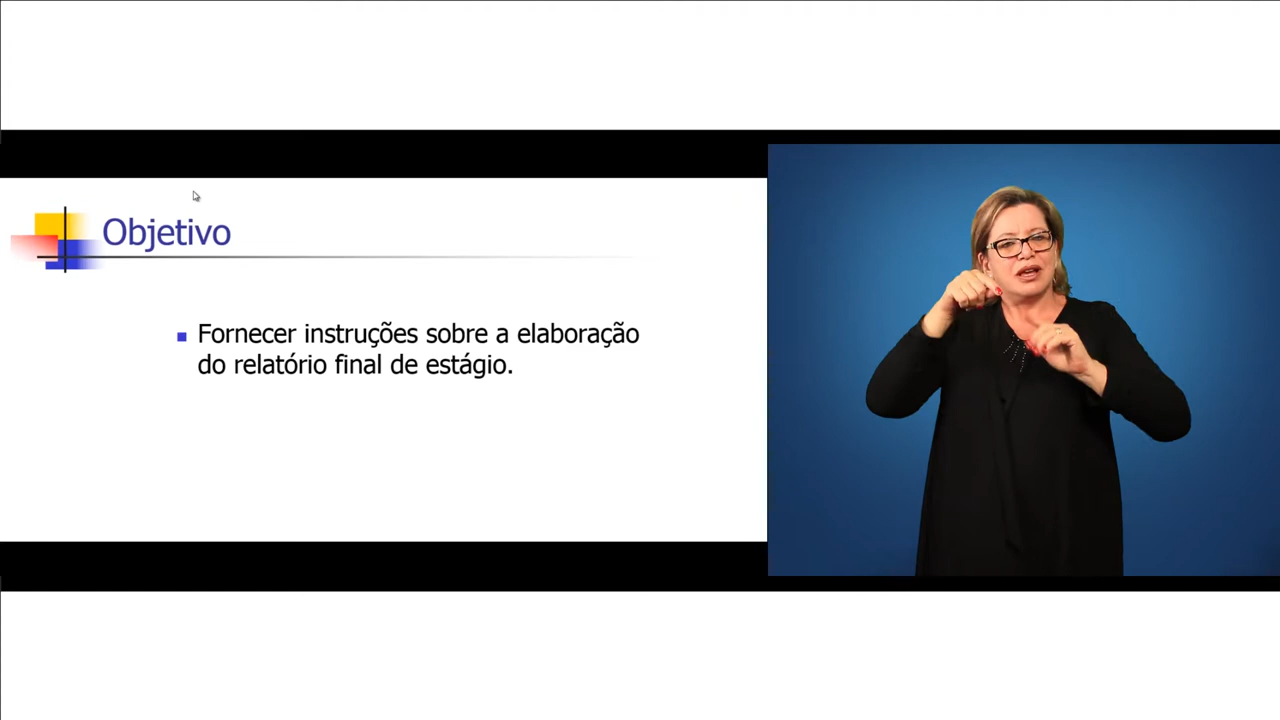 Objetivo
Fornecer instruções sobre a elaboração
do relatório final de estágio.